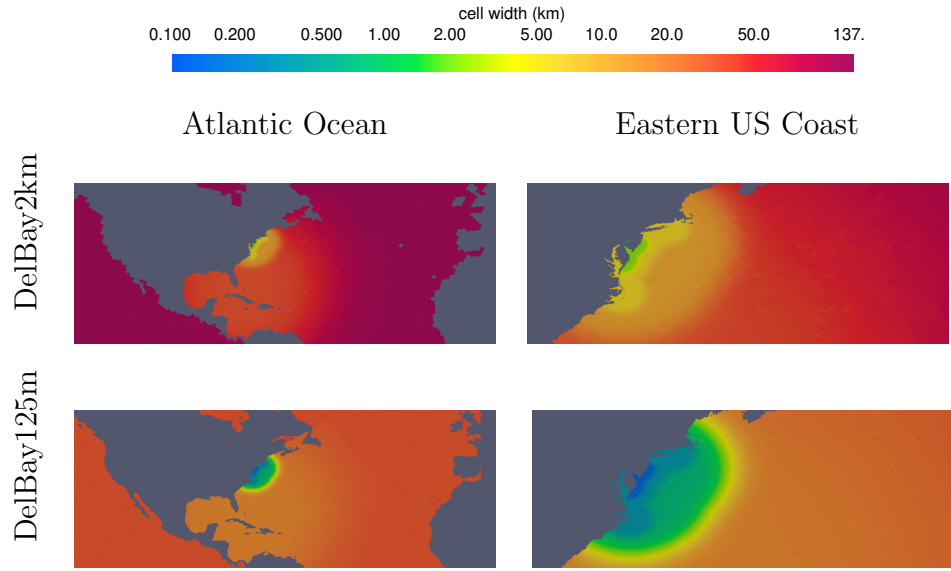 cell width (km)
0.100 0.200 0.500 1.00 2.00 5.00 10.0 20.0 50.0 137.
Atlantic Ocean Eastern US Coast
DelBay2km
DelBay125m